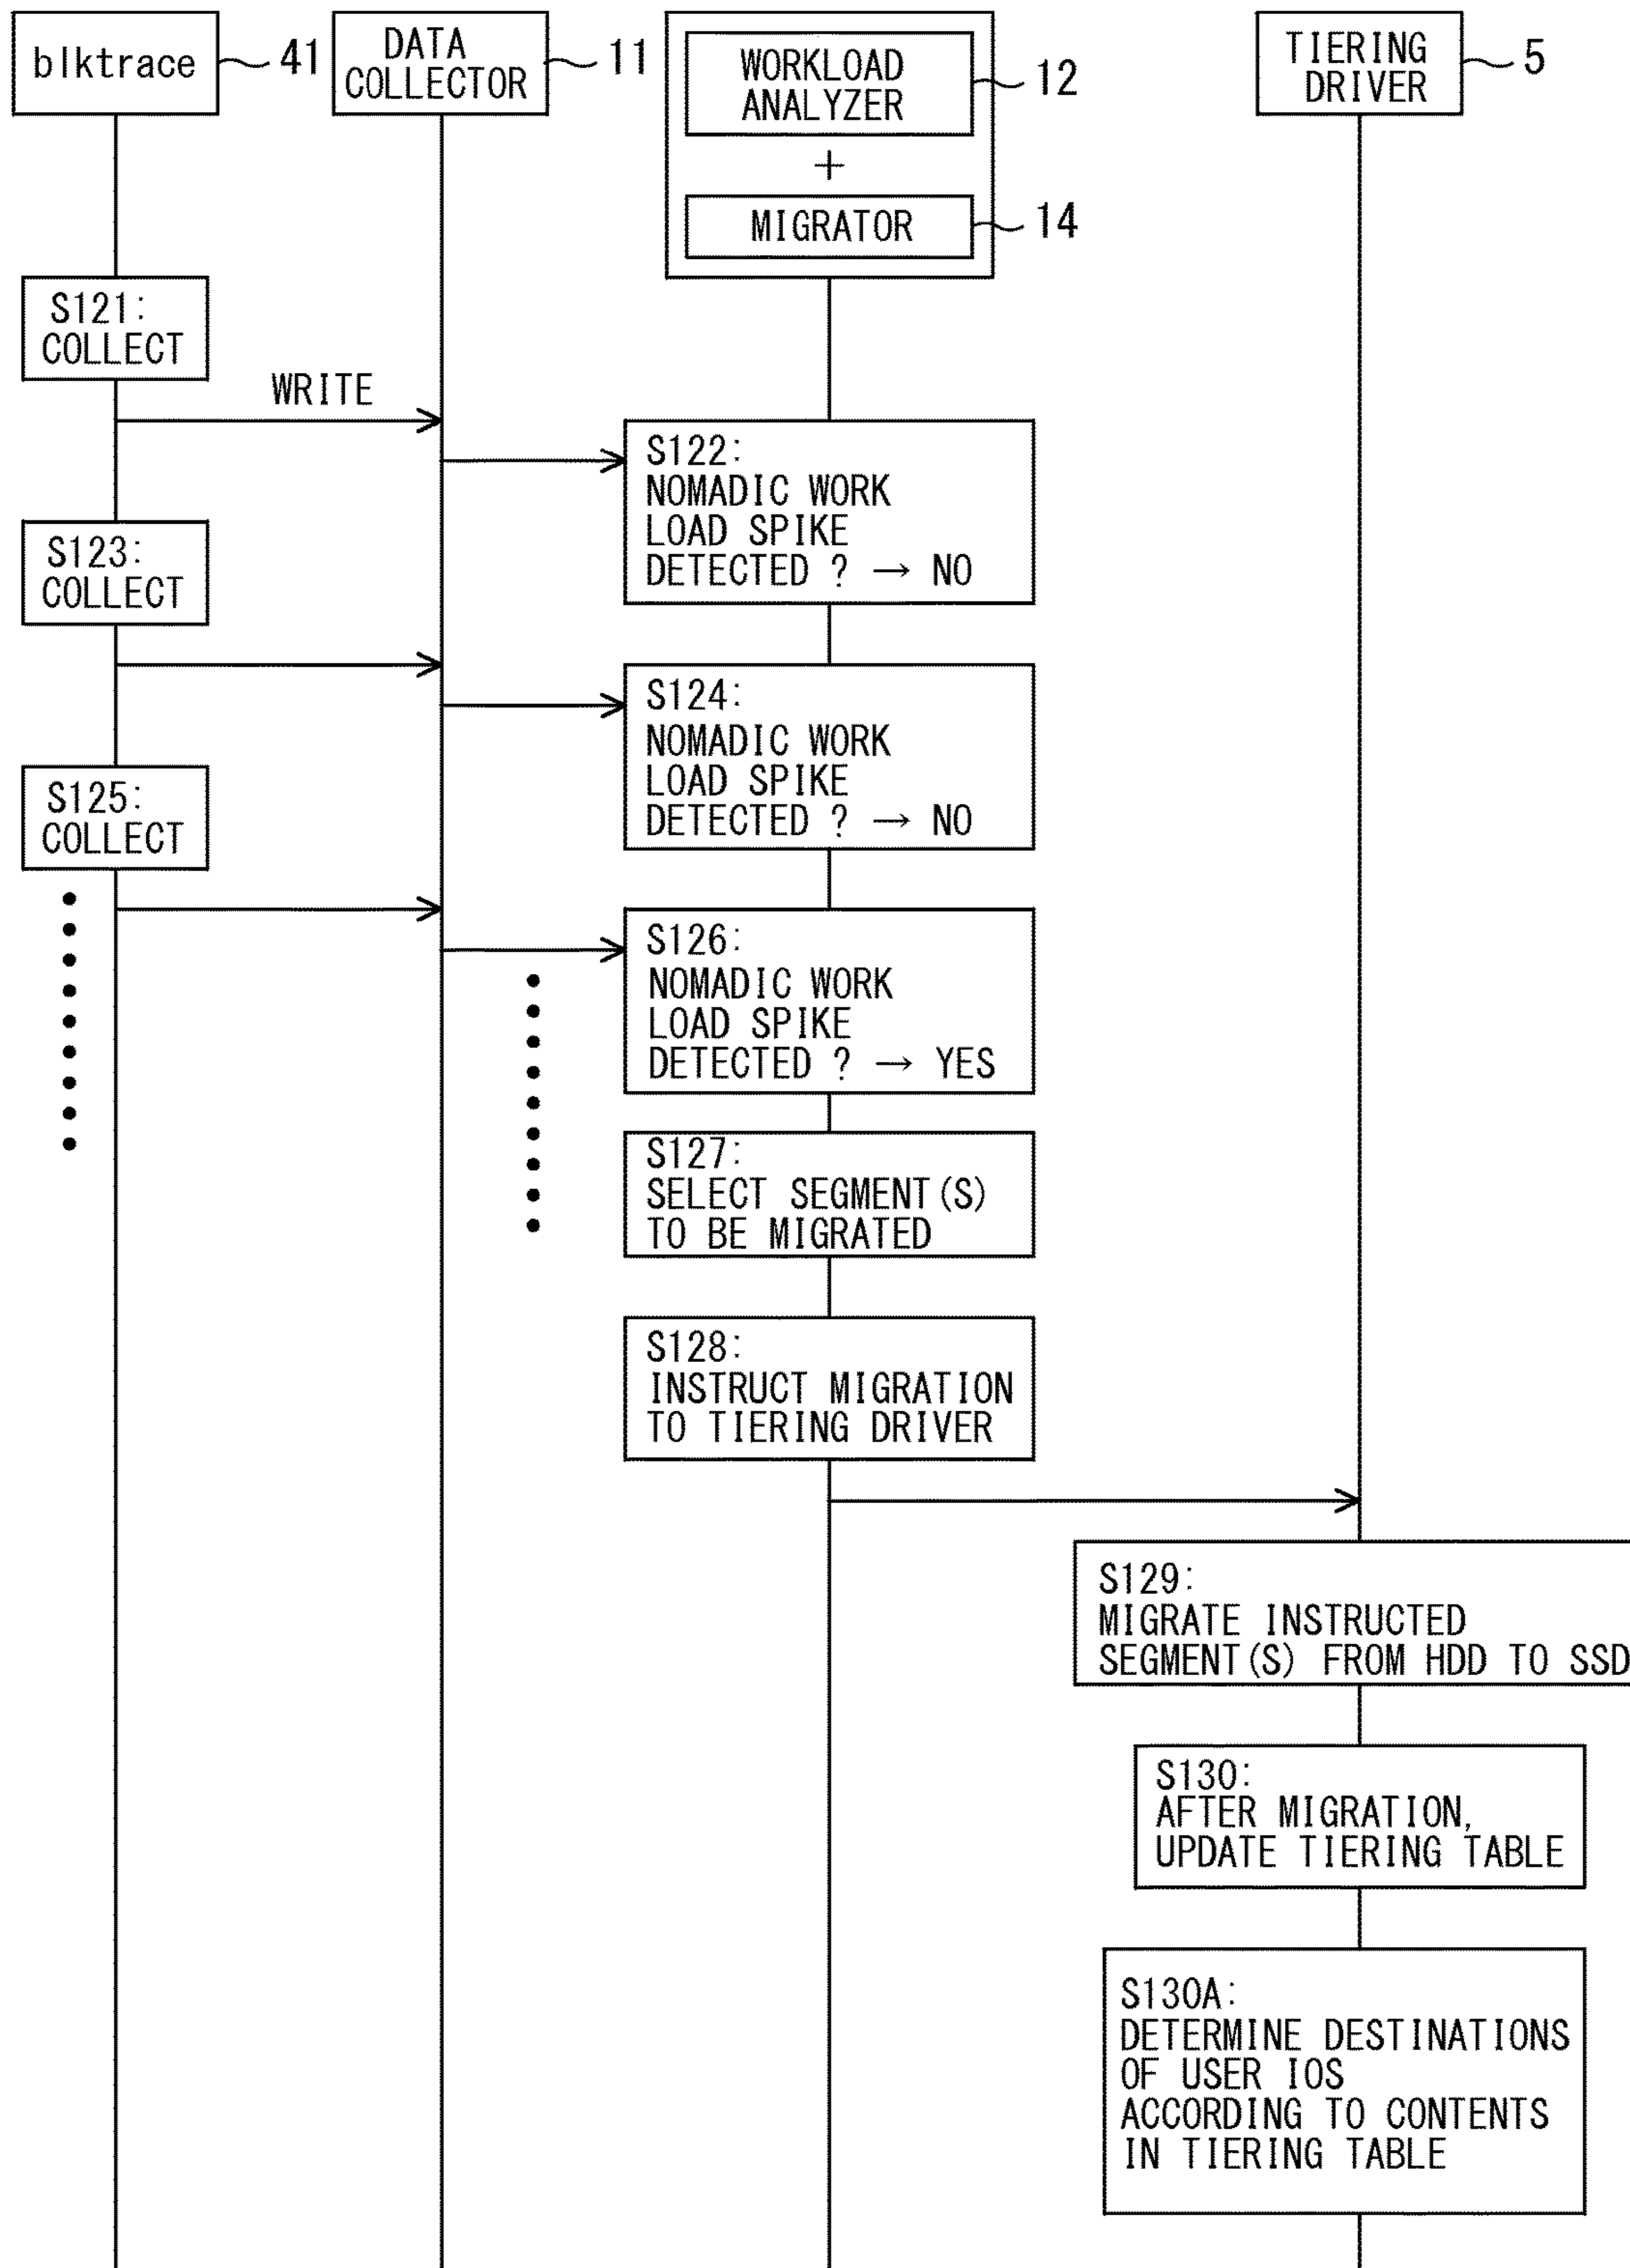 blktrace
41
DATA
COLLECTOR
11
WORKLOAD
ANALYZER
12
+
MIGRATOR
14
TIERING
DRIVER
5
S121:
COLLECT
WRITE
S122:
NOMADIC WORK
LOAD SPIKE
DETECTED ? → NO
S123:
COLLECT
S124:
NOMADIC WORK
LOAD SPIKE
DETECTED ? → NO
S125:
COLLECT
S126:
NOMADIC WORK
LOAD SPIKE
DETECTED ? → YES
S127:
SELECT SEGMENT(S)
TO BE MIGRATED
S128:
INSTRUCT MIGRATION
TO TIERING DRIVER
S129:
MIGRATE INSTRUCTED
SEGMENT(S) FROM HDD TO SSD
S130:
AFTER MIGRATION,
UPDATE TIERING TABLE
S130A:
DETERMINE DESTINATIONS
OF USER IOS
ACCORDING TO CONTENTS
IN TIERING TABLE